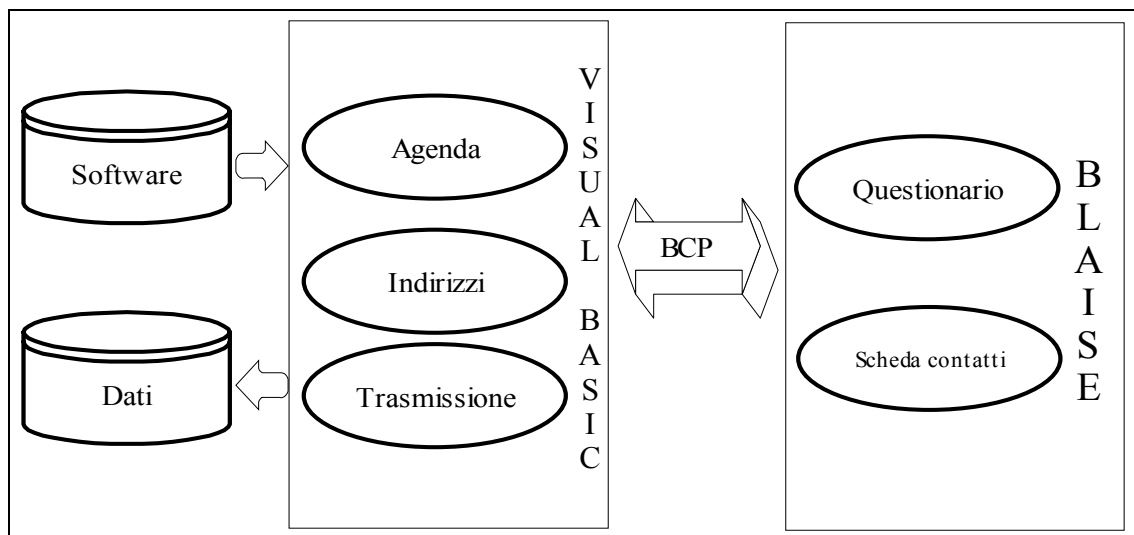 Software
Dati
Agenda
Indirizzi
Trasmissione
VISUAL BASIC
BCP
Questionario
Scheda contatti
BLAISE